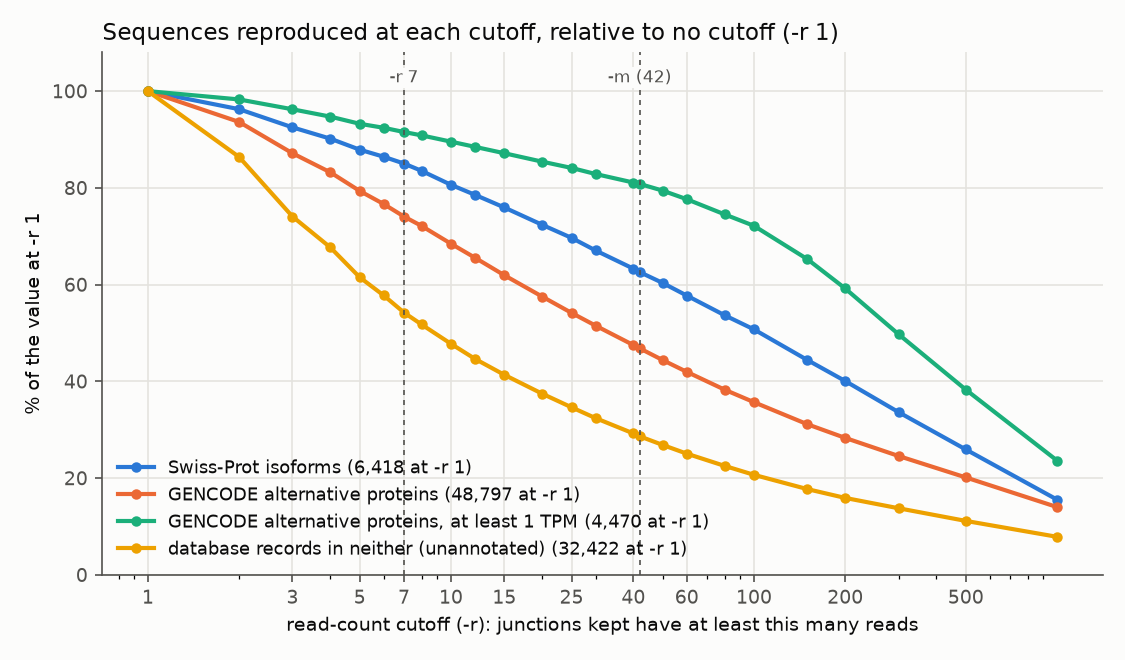 Sequences reproduced at each cutoff, relative to no cutoff (-r 1)
-r 7
-m (42)
100
80
60
40
20
0
% of the value at -r 1
Swiss-Prot isoforms (6,418 at -r 1)
GENCODE alternative proteins (48,797 at -r 1)
GENCODE alternative proteins, at least 1 TPM (4,470 at -r 1)
database records in neither (unannotated) (32,422 at -r 1)
1 3 5 7 10 15 25 40 60 100 200 500
read-count cutoff (-r): junctions kept have at least this many reads